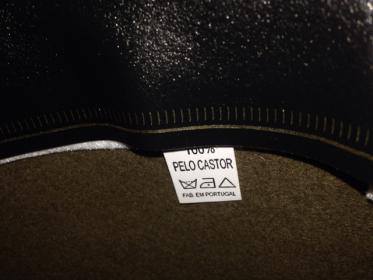 100%
PELO CASTOR
FAB. EM PORTUGAL